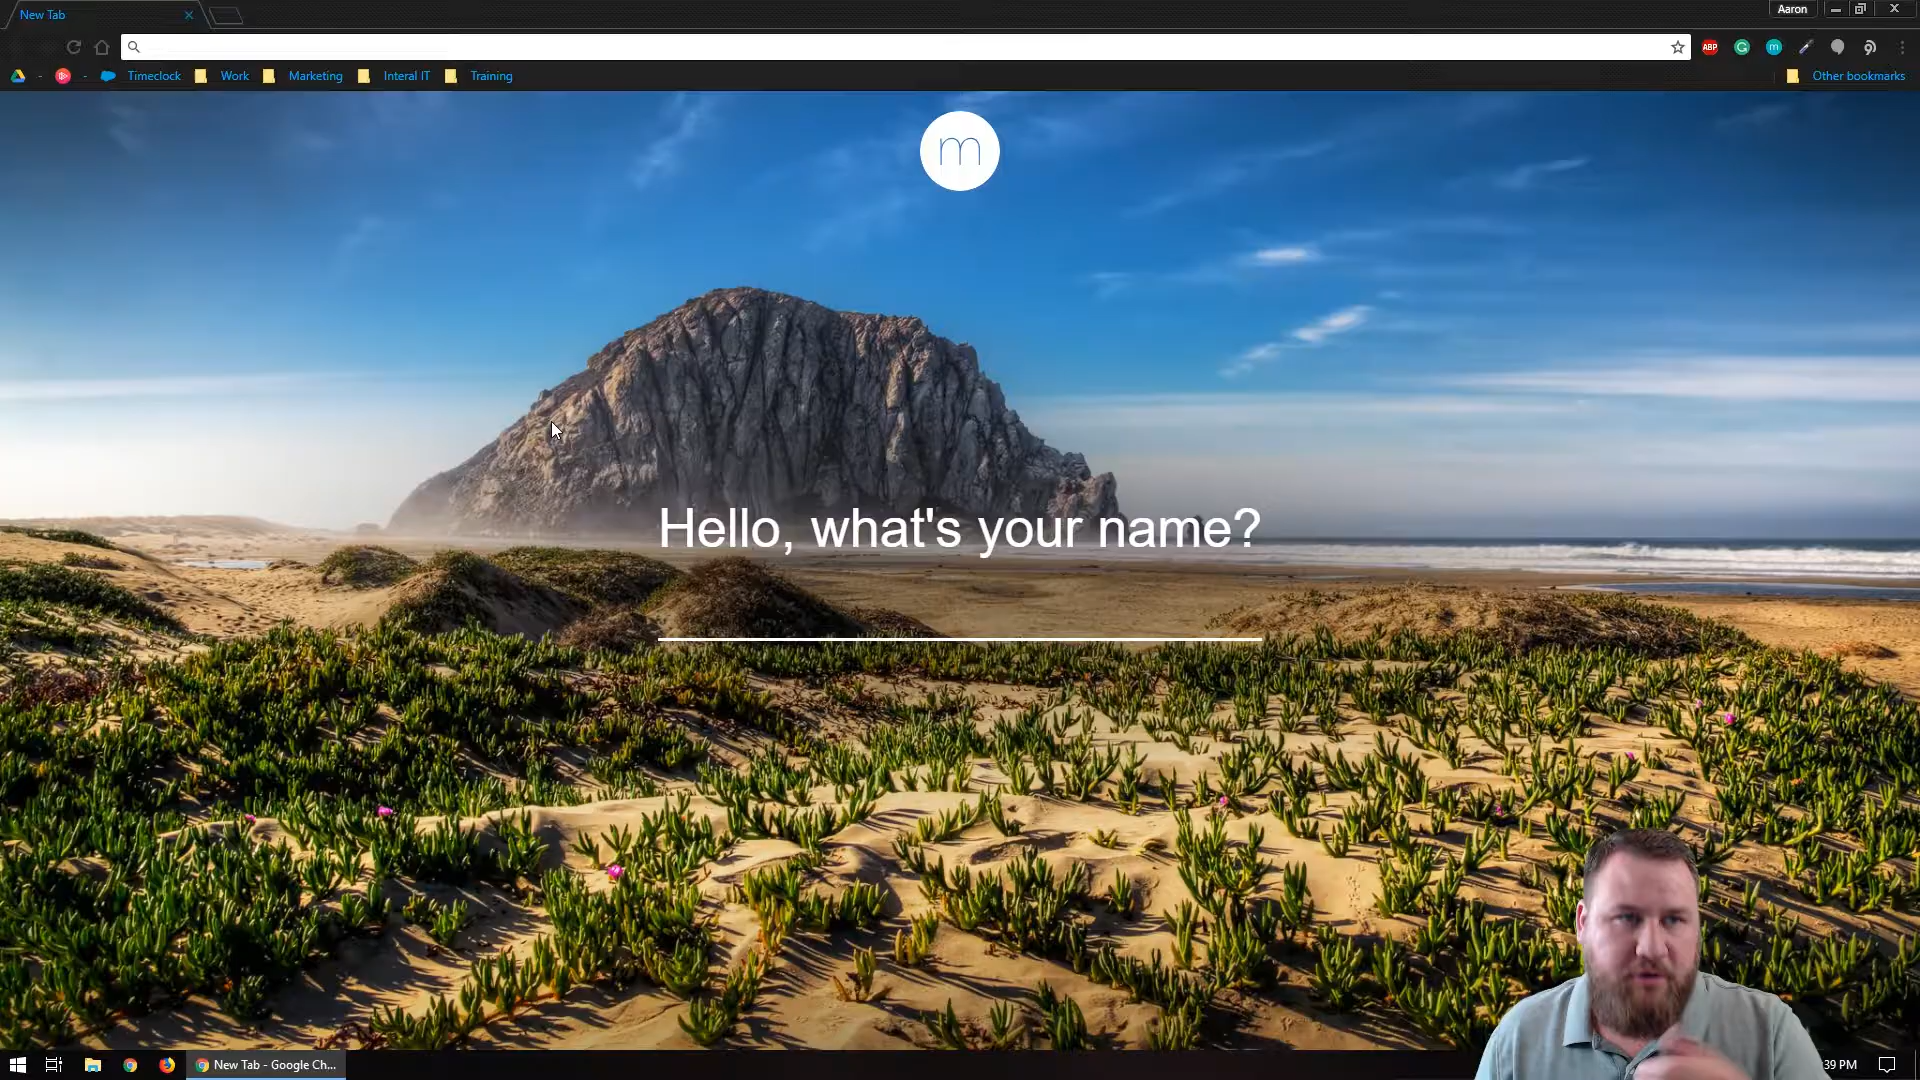 New Tab
Aaron
ABP
m
Timeclock
Work
Marketing
Interal IT
Training
Other bookmarks
m
Hello, what's your name?
New Tab - Google Ch...
39 PM